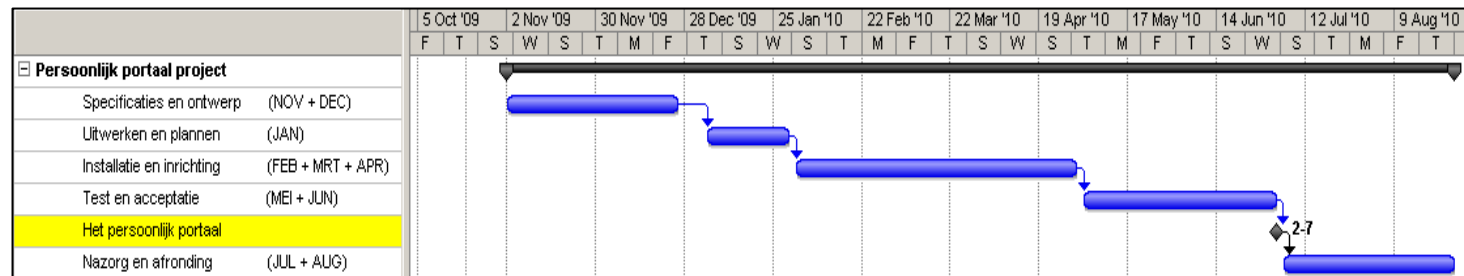 5 Oct '09 2 Nov '09 30 Nov '09 28 Dec '09 25 Jan '10 22 Feb '10 22 Mar '10 19 Apr '10 17 May '10 14 Jun '10 12 Jul '10 9 Aug '10
F T S W S T M F T S W S T M F T S W S T M F T S W S T M F T
Persoonlijk portaal project
Specificaties en ontwerp (NOV + DEC)
Uitwerken en plannen (JAN)
Installatie en inrichting (FEB + MRT + APR)
Test en acceptatie (MEI + JUN)
Het persoonlijk portaal 2-7
Nazorg en afronding (JUL + AUG)